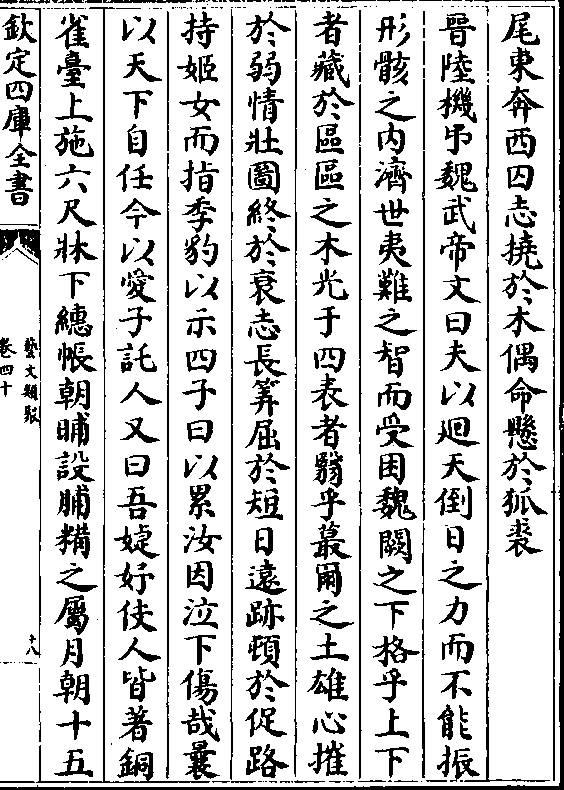 尾東奔西囚志撓於木偶命懸於狐裘
晉陸機弔魏武帝文曰夫以廻天倒日之力而不能振
形骸之内濟世夷難之智而受困魏闕之下格乎上下
者藏於區區之木光于四表者翳乎蕞爾之土雄心摧
於弱情壯圖終於衰志長筭屈於短日遠跡頓於促路
持姬女而指季豹以示四子曰以累汝因泣下傷哉曩
以天下自任今以愛子託人又曰吾婕妤使人皆著銅
雀臺上施六尺牀下繐帳朝晡設脯糒之屬月朝十五
欽定四庫全書
藝文類聚
卷四十
十八